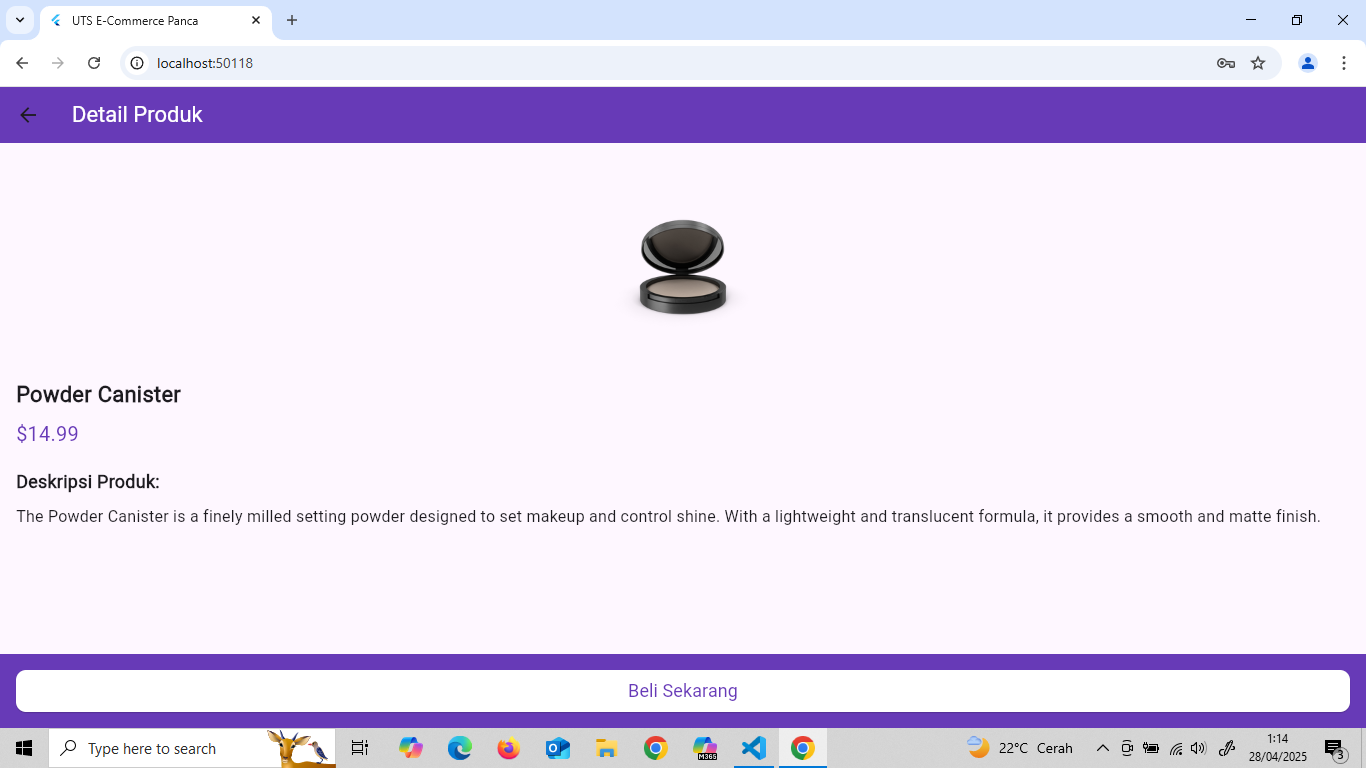 UTS E-Commerce Panca
localhost:50118
Detail Produk
Powder Canister
$14.99
Deskripsi Produk:
The Powder Canister is a finely milled setting powder designed to set makeup and control shine. With a lightweight and translucent formula, it provides a smooth and matte finish.
Beli Sekarang
Type here to search
M365
22°C Cerah
1:14
28/04/2025
3